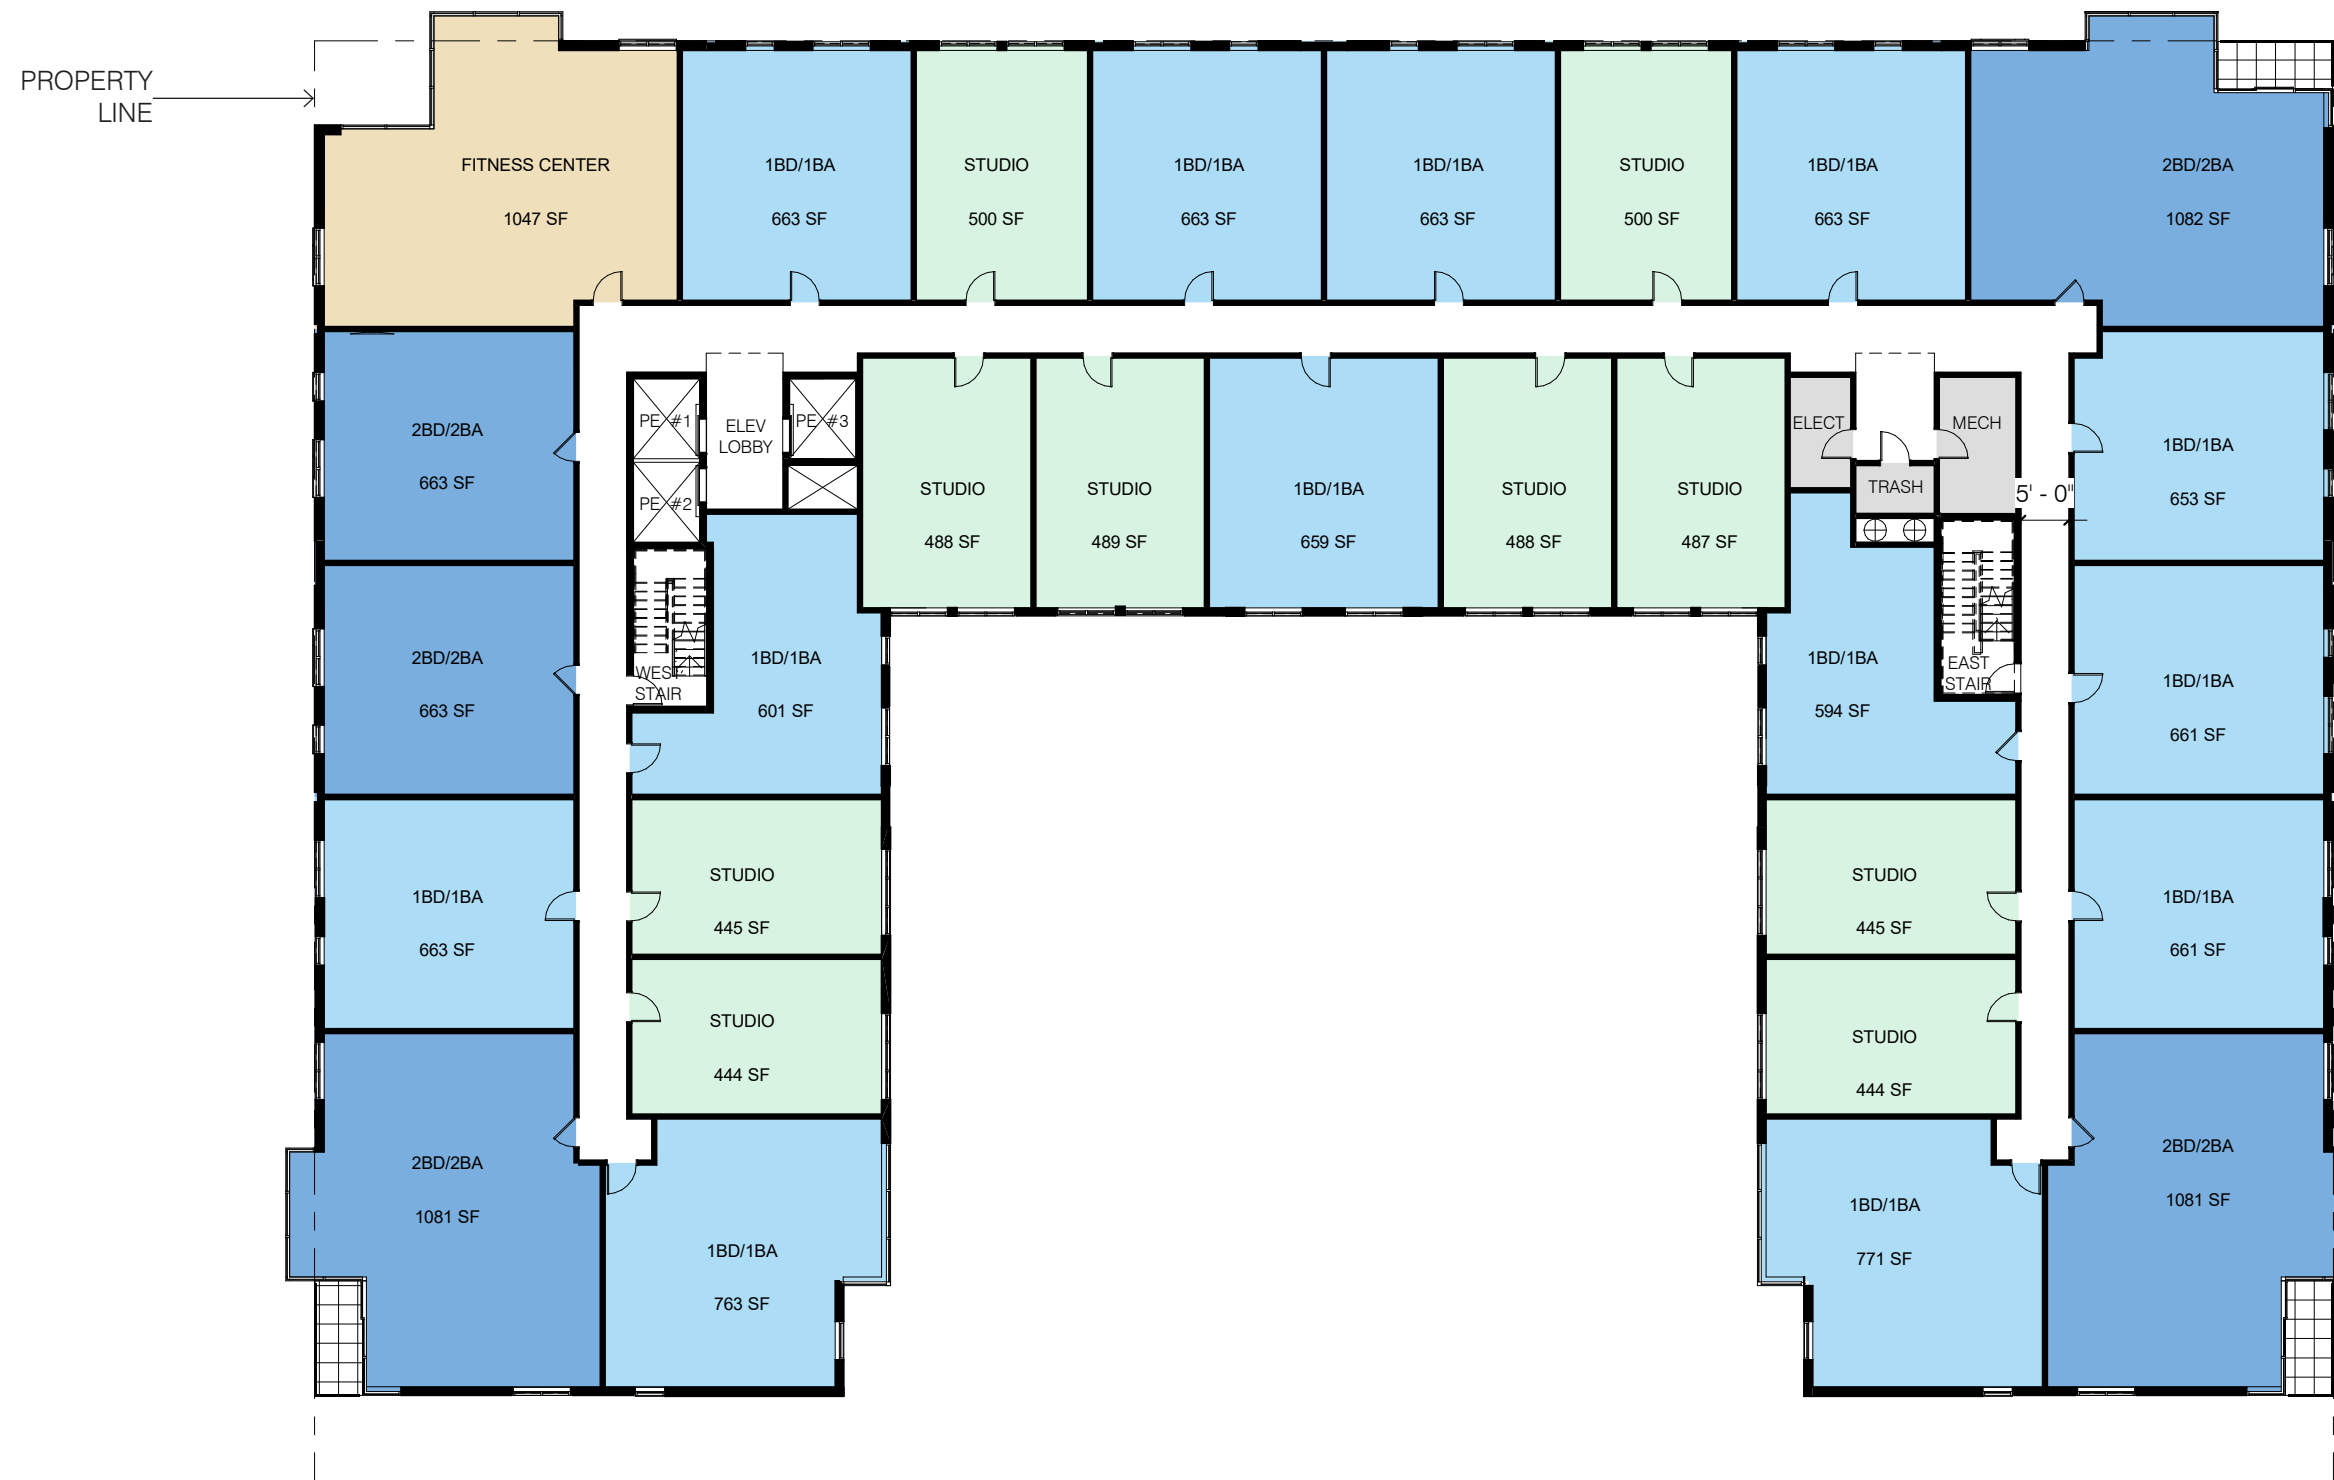 PROPERTY
LINE
FITNESS CENTER
1047 SF
1BD/1BA
663 SF
STUDIO
500 SF
1BD/1BA
663 SF
1BD/1BA
663 SF
STUDIO
500 SF
1BD/1BA
663 SF
2BD/2BA
1082 SF
2BD/2BA
663 SF
PE #1
ELEV
LOBBY
PE #3
PE #2
STUDIO
488 SF
STUDIO
489 SF
1BD/1BA
659 SF
STUDIO
488 SF
STUDIO
487 SF
ELECT
MECH
TRASH
5' - 0"
1BD/1BA
653 SF
2BD/2BA
663 SF
WEST
STAIR
1BD/1BA
601 SF
1BD/1BA
594 SF
EAST
STAIR
1BD/1BA
661 SF
1BD/1BA
663 SF
STUDIO
445 SF
STUDIO
445 SF
1BD/1BA
661 SF
STUDIO
444 SF
STUDIO
444 SF
2BD/2BA
1081 SF
1BD/1BA
763 SF
1BD/1BA
771 SF
2BD/2BA
1081 SF